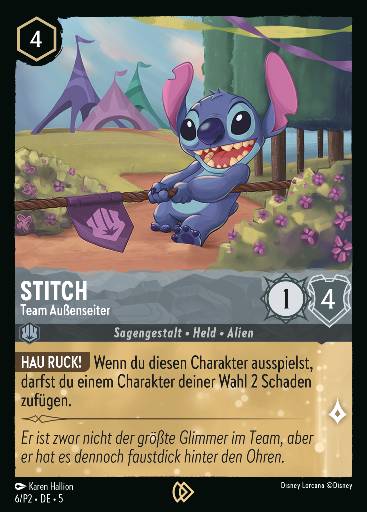 4
STITCH
Team Außenseiter
1
4
Sagengestalt • Held • Alien
HAU RUCK! Wenn du diesen Charakter ausspielst,
darfst du einem Charakter deiner Wahl 2 Schaden
zufügen.
Er ist zwar nicht der größte Glimmer im Team, aber
er hat es dennoch faustdick hinter den Ohren.
Karen Hallion
Disney Lorcana ©Disney
6/P2 • DE • 5